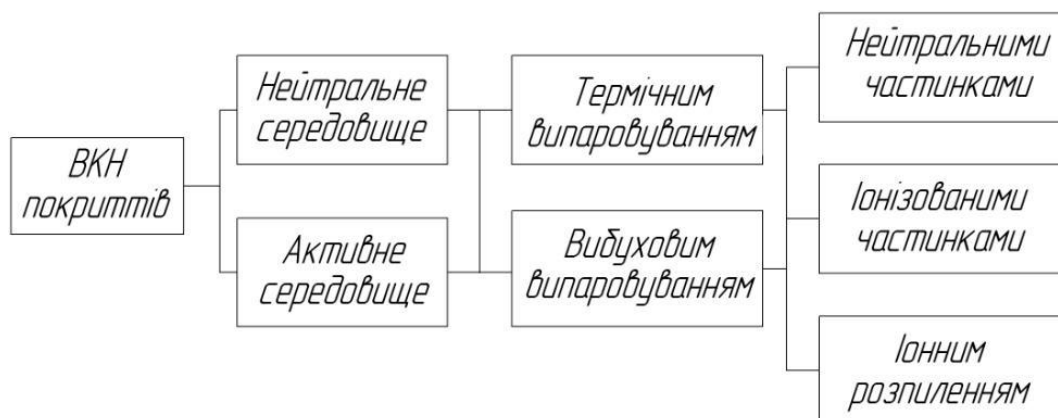 ВКН
покриттів
Нейтральне
середовище
Активне
середовище
Термічним
випаровуванням
Вибуховим
випаровуванням
Нейтральними
частинками
Іонізованими
частинками
Іонним
розпиленням